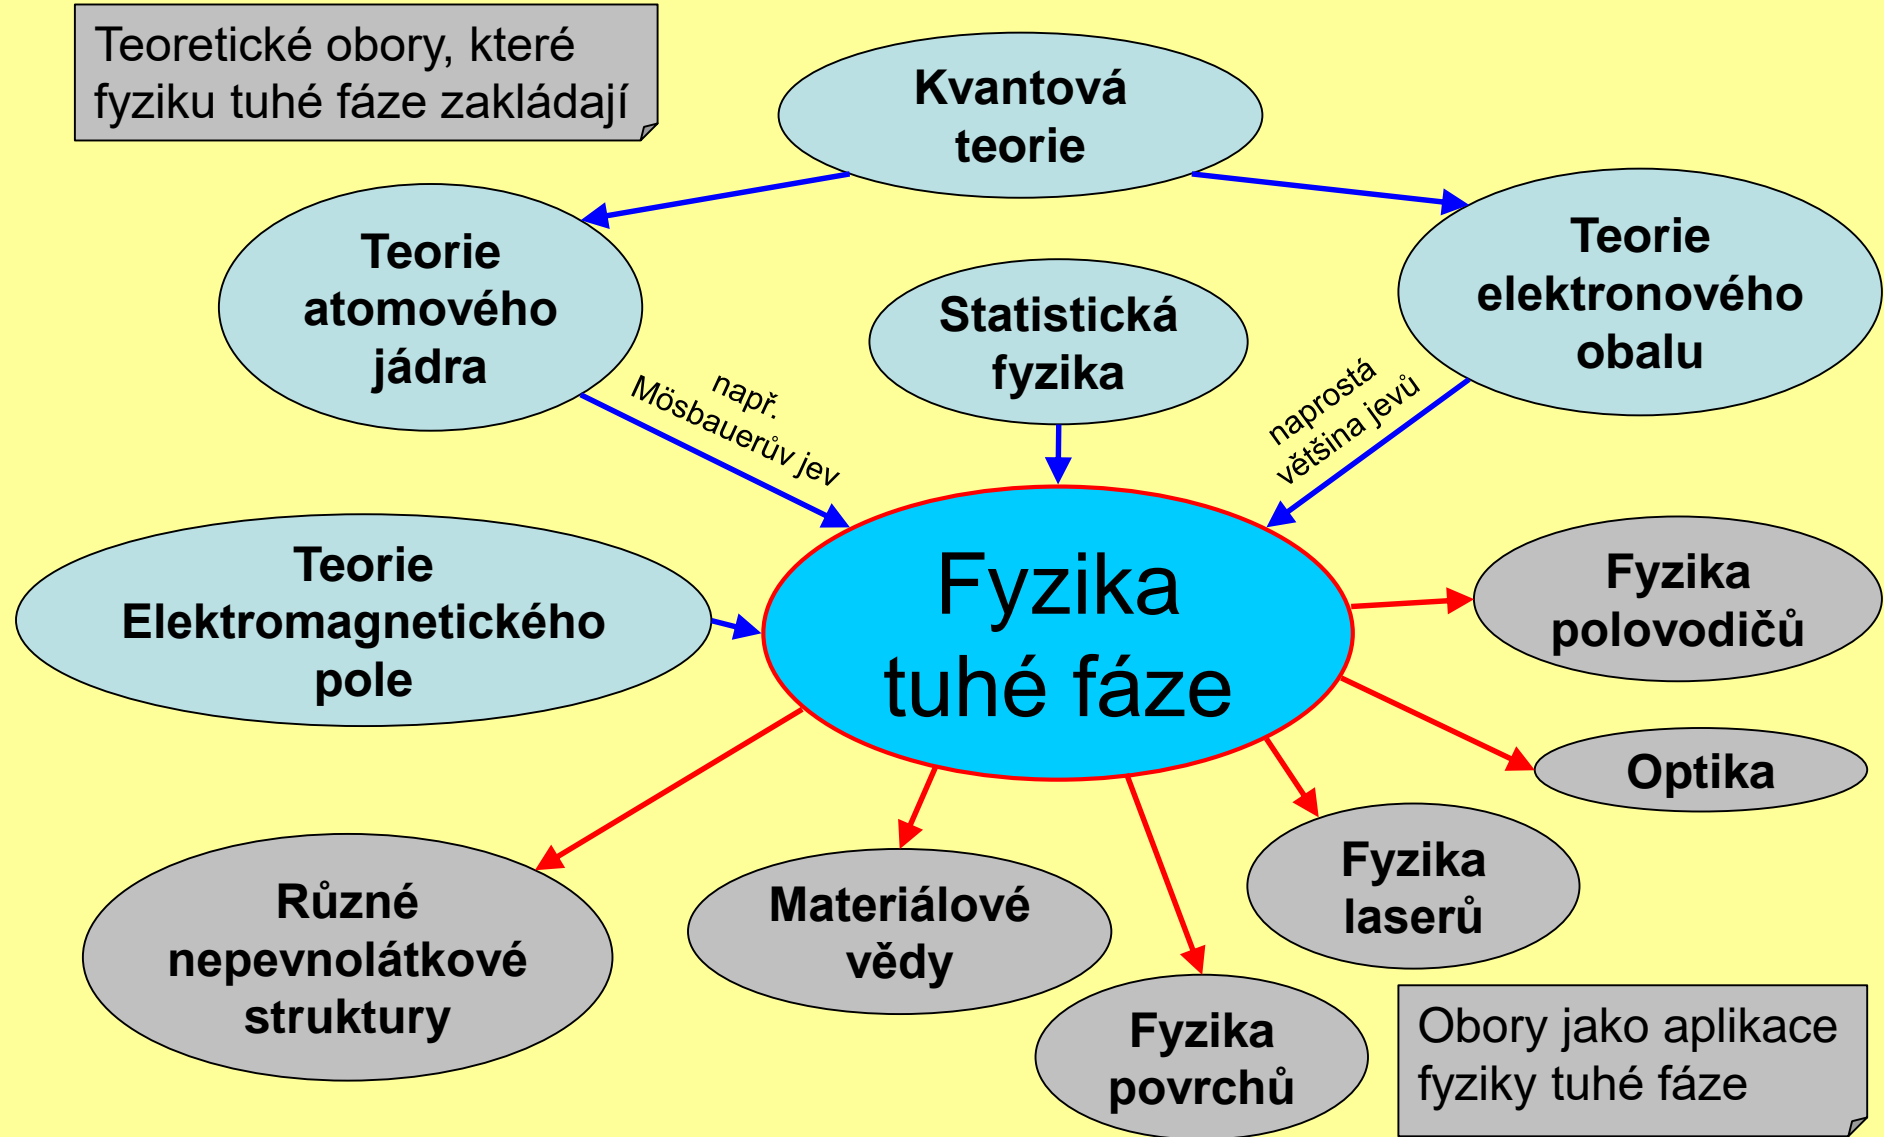 Teoretické obory, které
fyziku tuhé fáze zakládají
Kvantová
teorie
Teorie
atomového
jádra
Statistická
fyzika
Teorie
elektronového
obalu
např.
Mösbauerův jev
naprostá
většina jevů
Teorie
Elektromagnetického
pole
Fyzika
tuhé fáze
Fyzika
polovodičů
Optika
Fyzika
laserů
Různé
nepevnolátkové
struktury
Materiálové
vědy
Fyzika
povrchů
Obory jako aplikace
fyziky tuhé fáze